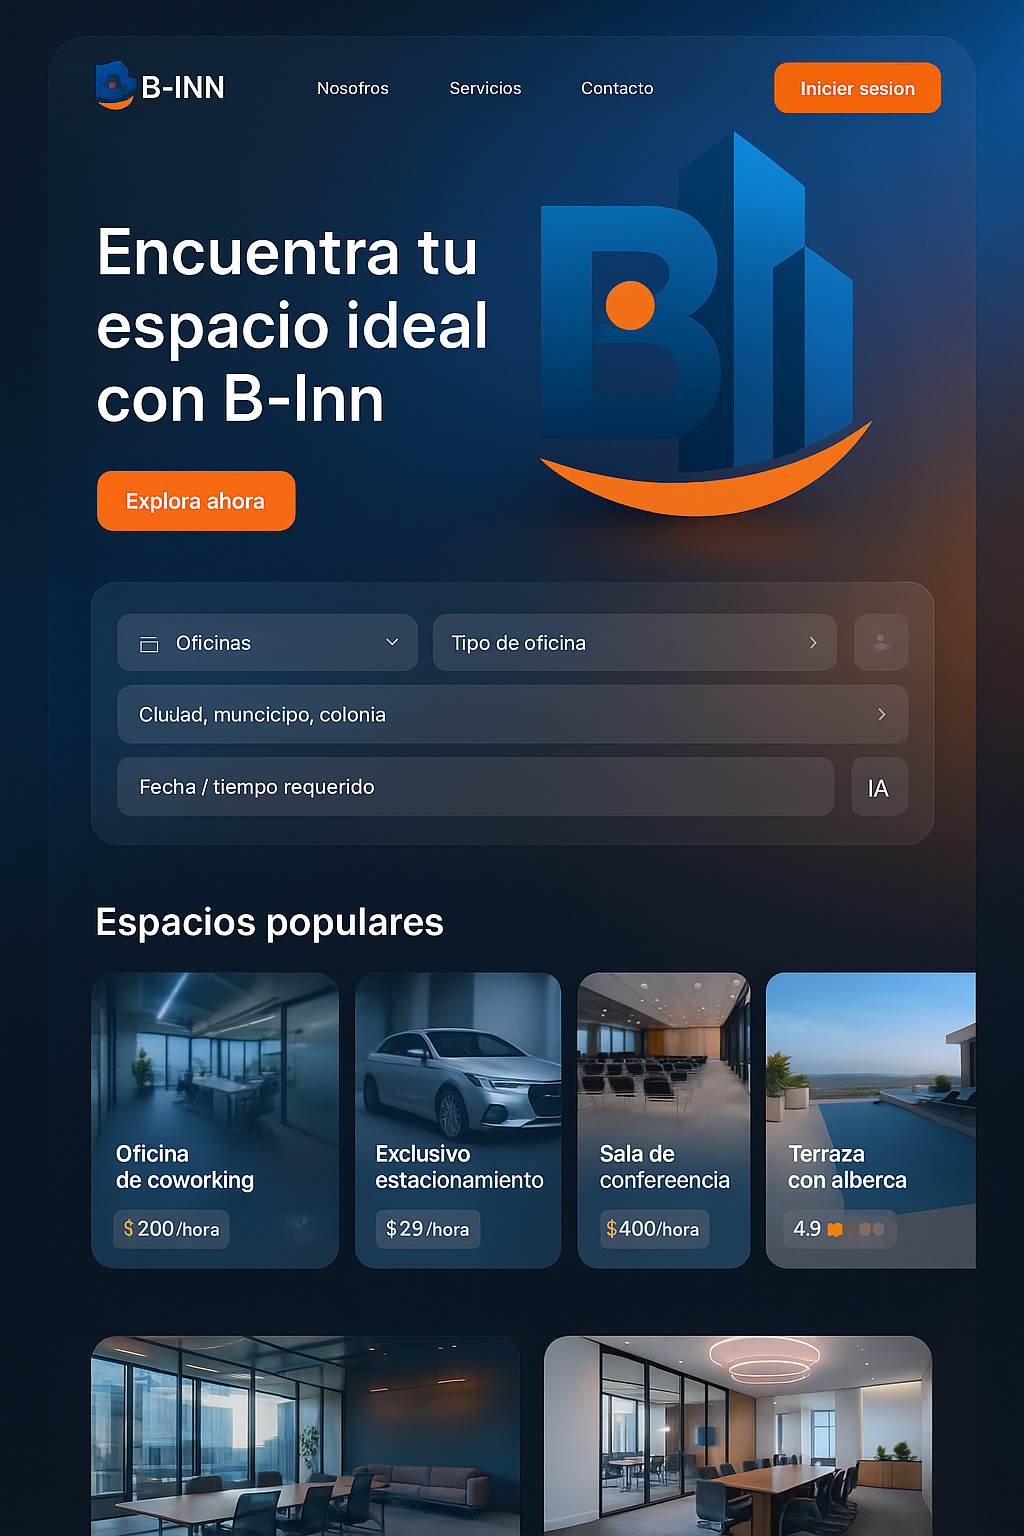 B-INN
Nosofros
Servicios
Contacto
Inicier sesion
Encuentra tu
espacio ideal
con B-Inn
Explora ahora
Oficinas
Tipo de oficina
Cludad, muncicipo, colonia
Fecha / tiempo requerido
IA
Espacios populares
Oficina
de coworking
$200/hora
Exclusivo
estacionamiento
$29/hora
Sala de
confereencia
$400/hora
Terraza
con alberca
4.9